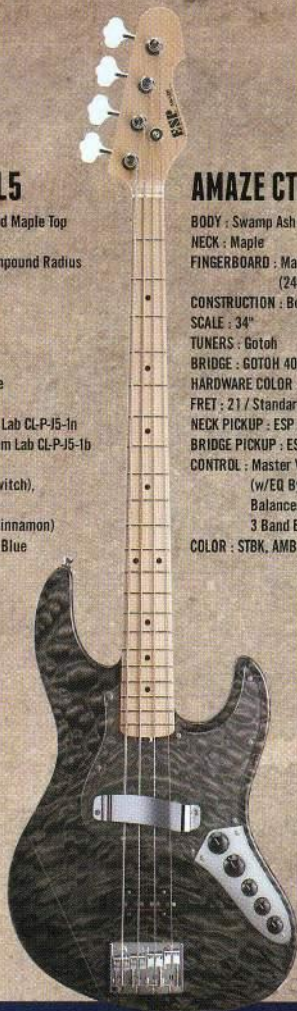 L5
d Maple Top
mpound Radius
e
Lab CL-P-J5-1n
m Lab CL-P-J5-1b
witch),
innamon)
Blue
ESP
AMAZE CT
BODY : Swamp Ash
NECK : Maple
FINGERBOARD : Ma
(24
CONSTRUCTION : Bo
SCALE : 34"
TUNERS : Gotoh
BRIDGE : GOTOH 40
HARDWARE COLOR
FRET : 21 / Standar
NECK PICKUP : ESP
BRIDGE PICKUP : ES
CONTROL : Master V
(w/EQ B
Balance
3 Band E
COLOR : STBK, AMB